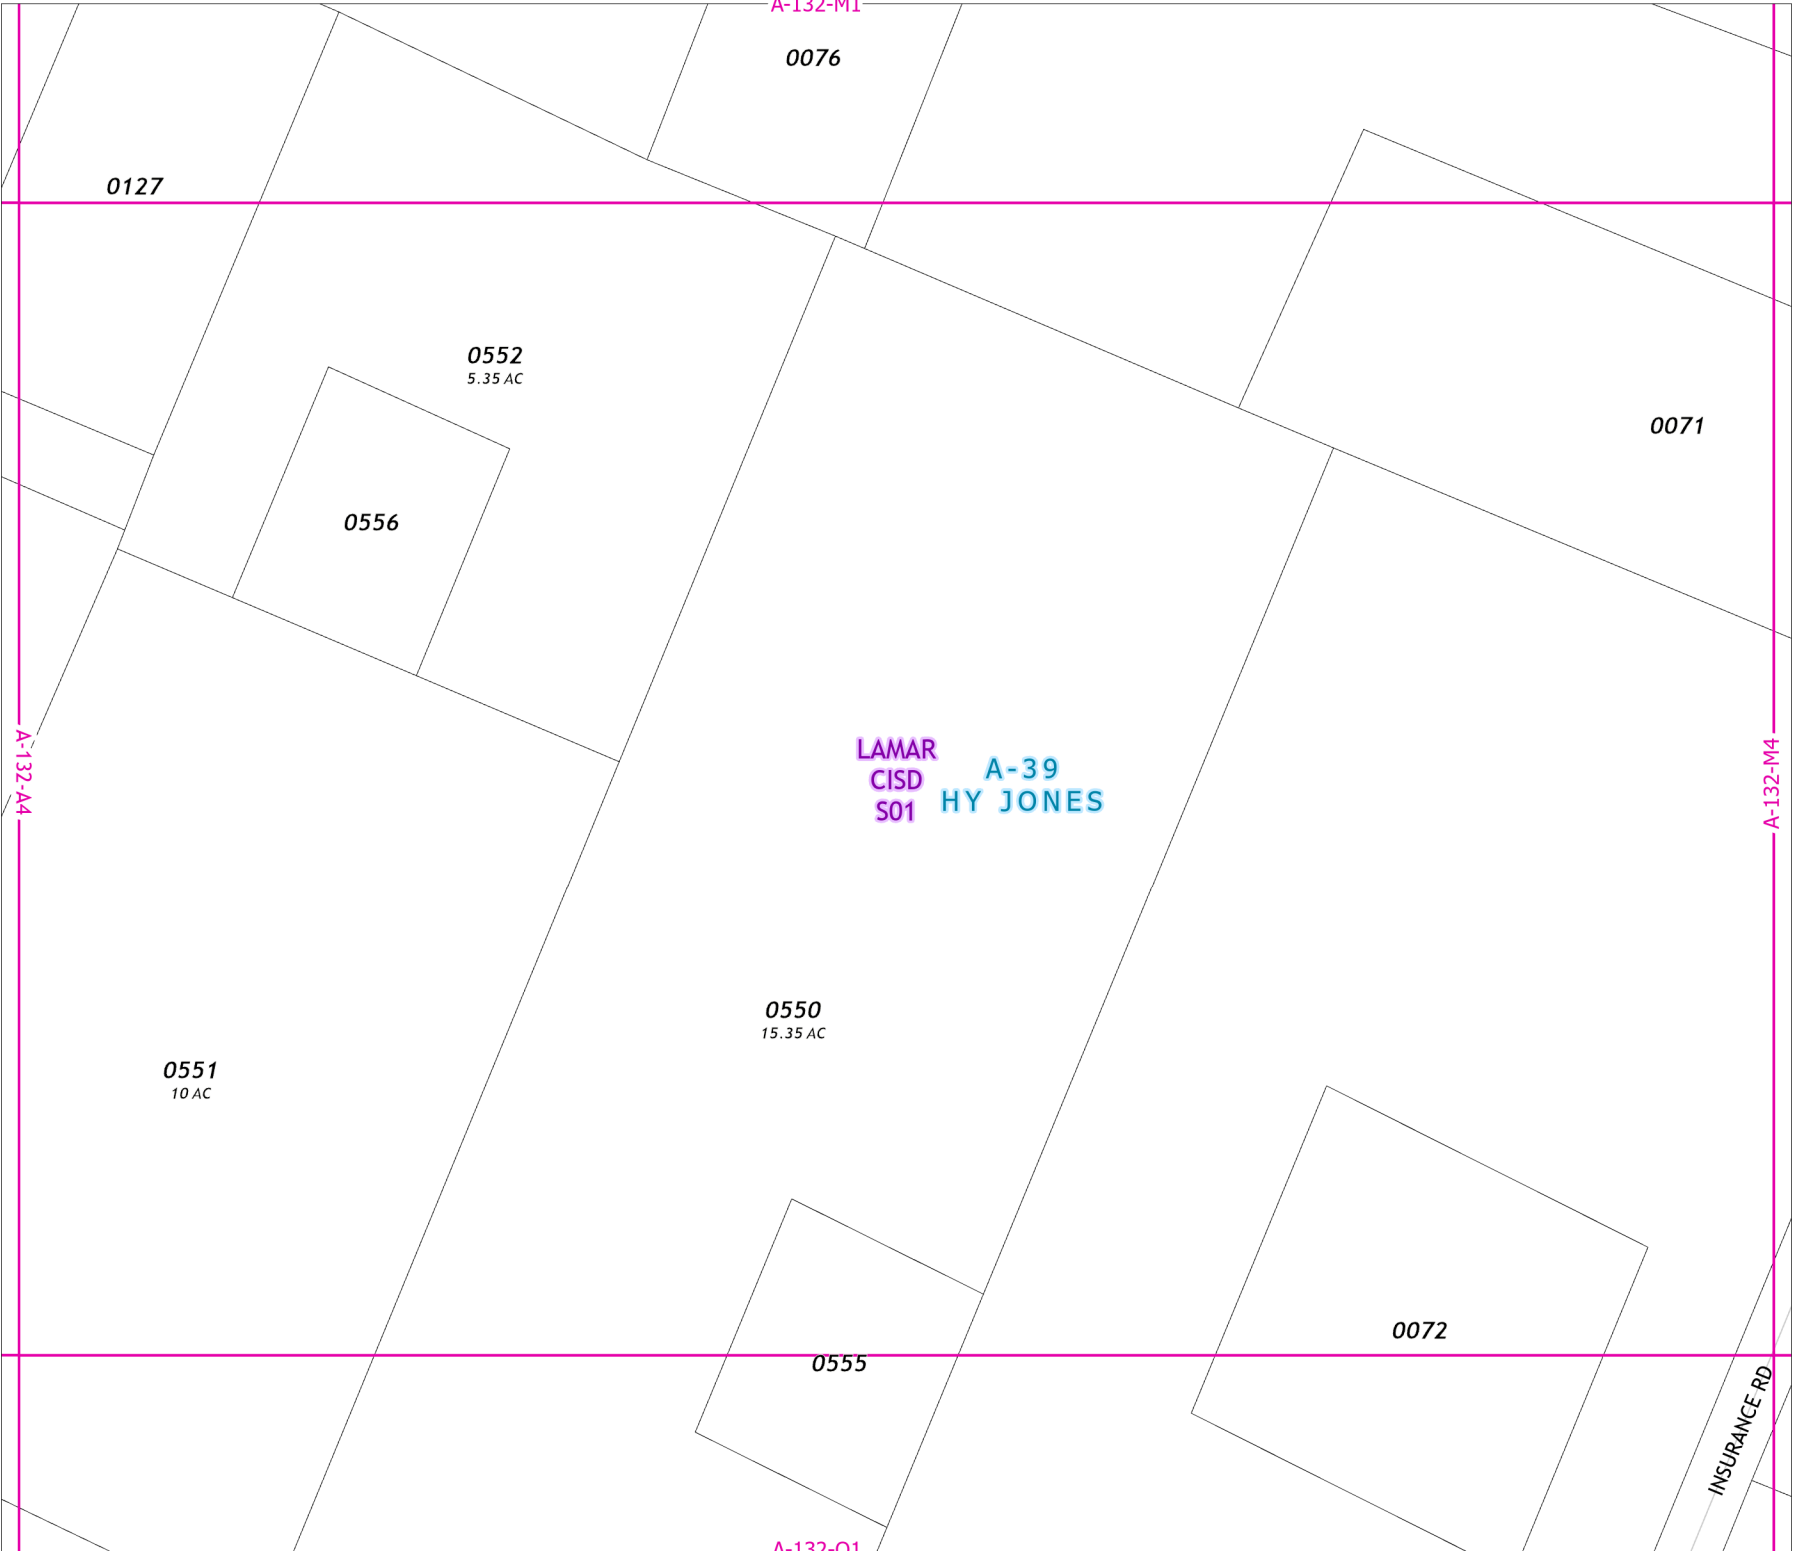 A-132-M1
0076
0127
0552
5.35 AC
0071
0556
A-132-A4
LAMAR
CISD
S01
A-39
HY JONES
A-132-M4
0550
15.35 AC
0551
10 AC
0072
0555
INSURANCE RD
A-132-O1